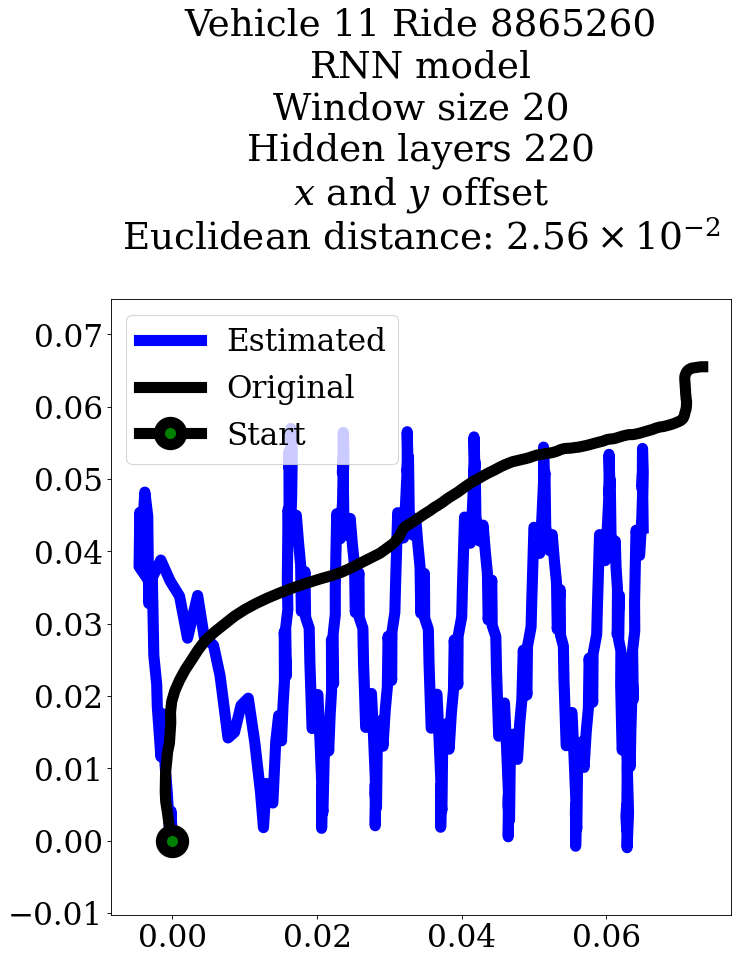 Vehicle 11 Ride 8865260
RNN model
Window size 20
Hidden layers 220
x and y offset
Euclidean distance: 2.56 × 10⁻²
Estimated
Original
Start
0.07
0.06
0.05
0.04
0.03
0.02
0.01
0.00
−0.01
0.00 0.02 0.04 0.06